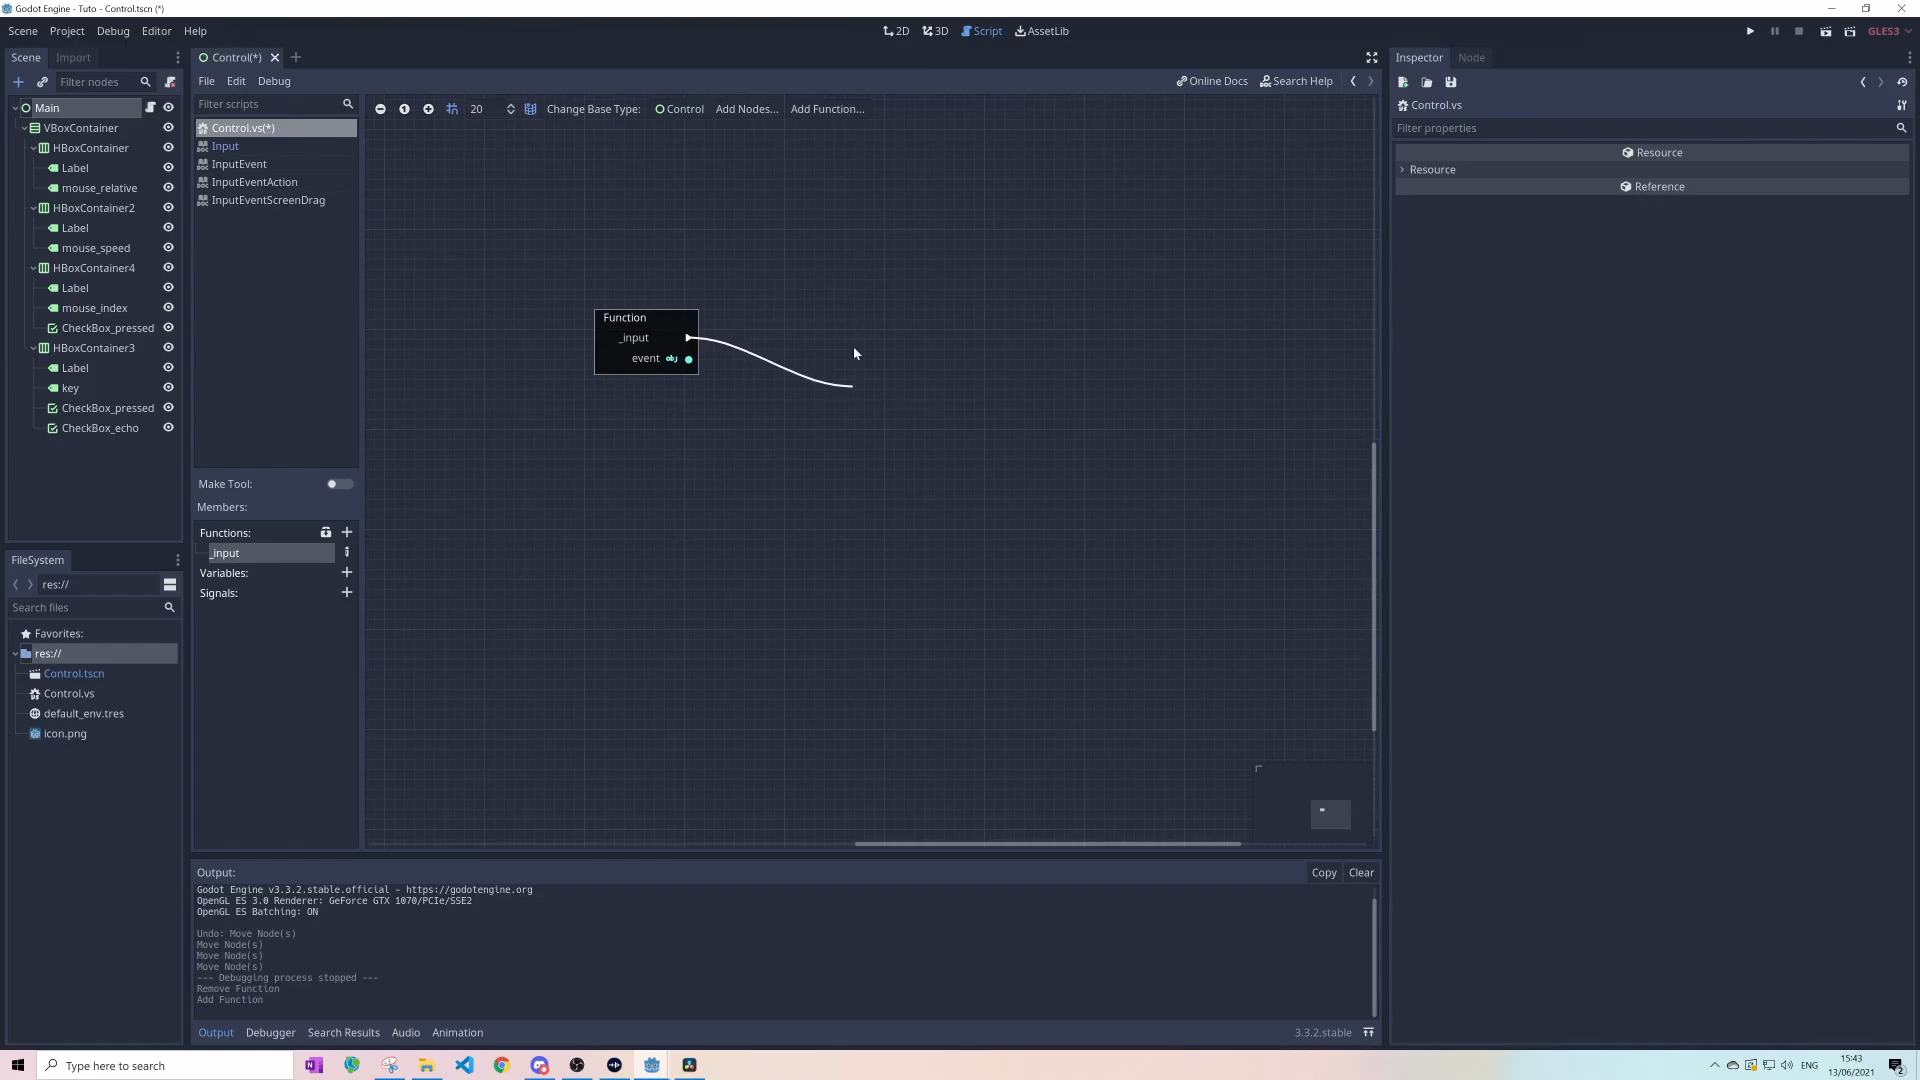 Godot Engine - Tuto - Control.tscn (*)
Scene Project Debug Editor Help
2D 3D Script AssetLib
GLES3
Scene Import
Filter nodes
Main
VBoxContainer
HBoxContainer
Label
mouse_relative
HBoxContainer2
Label
mouse_speed
HBoxContainer4
Label
mouse_index
CheckBox_pressed
HBoxContainer3
Label
key
CheckBox_pressed
CheckBox_echo
FileSystem
res://
Search files
Favorites:
res://
Control.tscn
Control.vs
default_env.tres
icon.png
Control(*)
File Edit Debug
Online Docs Search Help
Filter scripts
Control.vs(*)
Input
InputEvent
InputEventAction
InputEventScreenDrag
Make Tool:
Members:
Functions:
_input
Variables:
Signals:
20 Change Base Type: Control Add Nodes... Add Function...
Function
_input
event obj
Output:
Copy Clear
Godot Engine v3.3.2.stable.official - https://godotengine.org
OpenGL ES 3.0 Renderer: GeForce GTX 1070/PCIe/SSE2
OpenGL ES Batching: ON
Undo: Move Node(s)
Move Node(s)
Move Node(s)
Move Node(s)
--- Debugging process stopped ---
Remove Function
Add Function
Output Debugger Search Results Audio Animation
3.3.2.stable
Inspector Node
Control.vs
Filter properties
Resource
Resource
Reference
Type here to search
ENG
15:43
13/06/2021
2